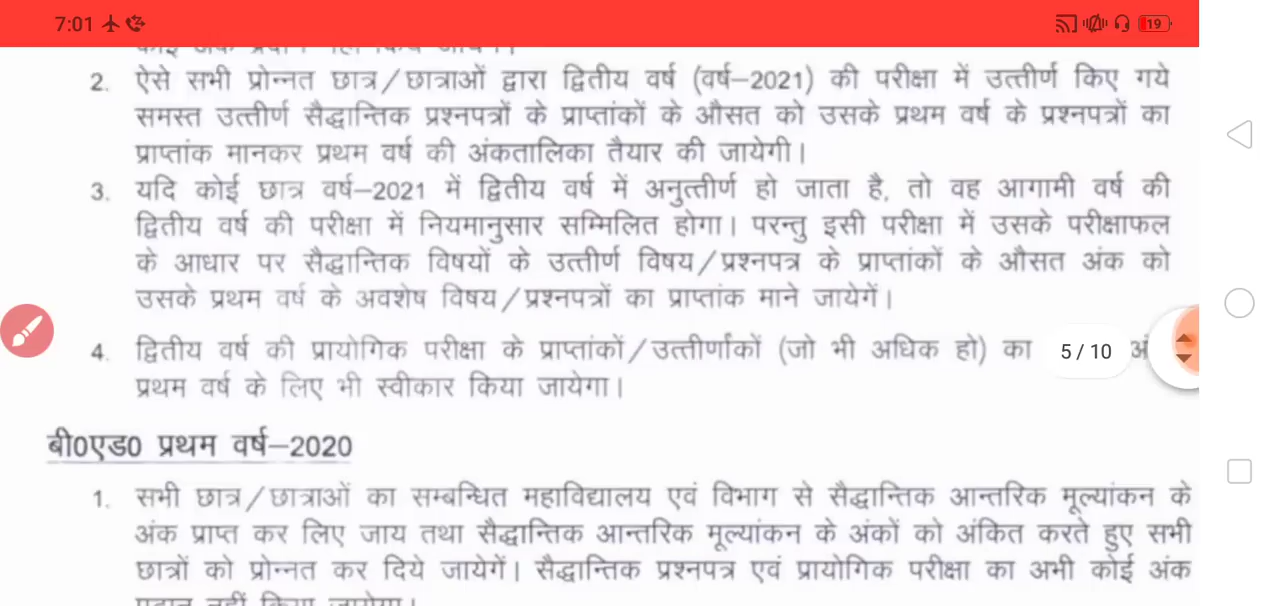 7:01
19
2. ऐसे सभी प्रोन्नत छात्र/छात्राओं द्वारा द्वितीय वर्ष (वर्ष–2021) की परीक्षा में उत्तीर्ण किए गये
समस्त उत्तीर्ण सैद्धान्तिक प्रश्नपत्रों के प्राप्तांकों के औसत को उसके प्रथम वर्ष के प्रश्नपत्रों का
प्राप्तांक मानकर प्रथम वर्ष की अंकतालिका तैयार की जायेगी।
3. यदि कोई छात्र वर्ष–2021 में द्वितीय वर्ष में अनुत्तीर्ण हो जाता है, तो वह आगामी वर्ष की
द्वितीय वर्ष की परीक्षा में नियमानुसार सम्मिलित होगा। परन्तु इसी परीक्षा में उसके परीक्षाफल
के आधार पर सैद्धान्तिक विषयों के उत्तीर्ण विषय/प्रश्नपत्र के प्राप्तांकों के औसत अंक को
उसके प्रथम वर्ष के अवशेष विषय/प्रश्नपत्रों का प्राप्तांक माने जायेगें।
4. द्वितीय वर्ष की प्रायोगिक परीक्षा के प्राप्तांकों/उत्तीर्णांकों (जो भी अधिक हो) का
5 / 10
प्रथम वर्ष के लिए भी स्वीकार किया जायेगा।
बी0एड0 प्रथम वर्ष–2020
1. सभी छात्र/छात्राओं का सम्बन्धित महाविद्यालय एवं विभाग से सैद्धान्तिक आन्तरिक मूल्यांकन के
अंक प्राप्त कर लिए जाय तथा सैद्धान्तिक आन्तरिक मूल्यांकन के अंकों को अंकित करते हुए सभी
छात्रों को प्रोन्नत कर दिये जायेगें। सैद्धान्तिक प्रश्नपत्र एवं प्रायोगिक परीक्षा का अभी कोई अंक